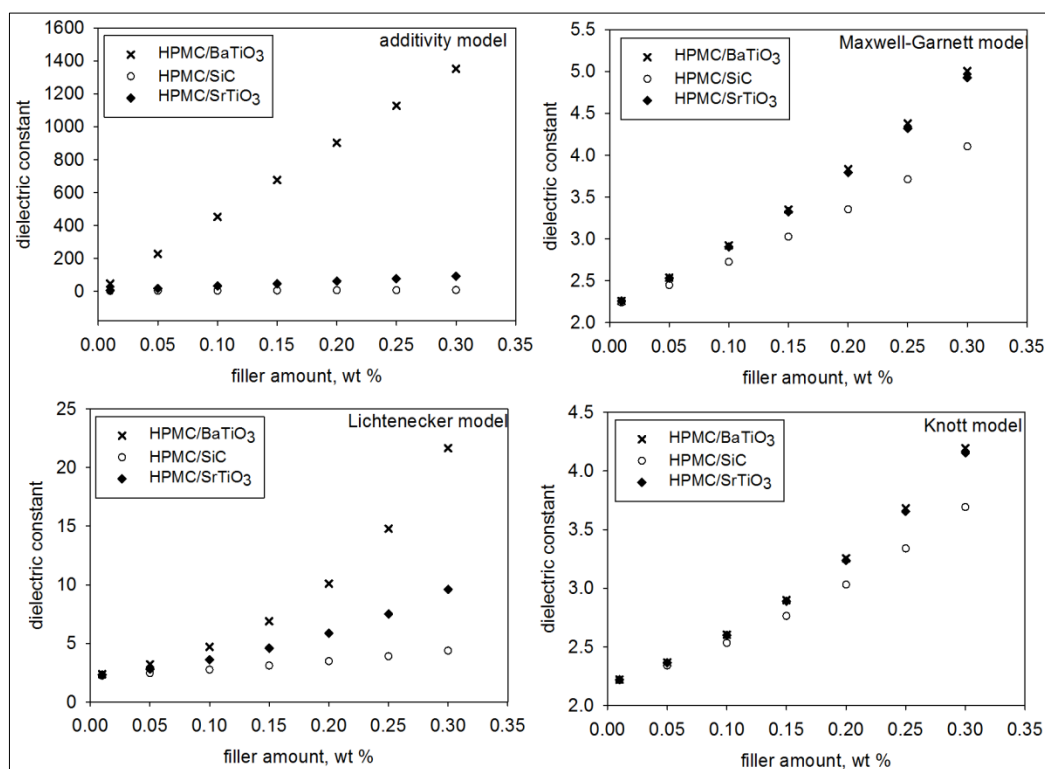 additivity model
HPMC/BaTiO3
HPMC/SiC
HPMC/SrTiO3
dielectric constant
1600
1400
1200
1000
800
600
400
200
0
0.00 0.05 0.10 0.15 0.20 0.25 0.30 0.35
filler amount, wt %
Maxwell-Garnett model
HPMC/BaTiO3
HPMC/SiC
HPMC/SrTiO3
dielectric constant
5.5
5.0
4.5
4.0
3.5
3.0
2.5
2.0
0.00 0.05 0.10 0.15 0.20 0.25 0.30 0.35
filler amount, wt %
Lichtenecker model
HPMC/BaTiO3
HPMC/SiC
HPMC/SrTiO3
dielectric constant
25
20
15
10
5
0
0.00 0.05 0.10 0.15 0.20 0.25 0.30 0.35
filler amount, wt %
Knott model
HPMC/BaTiO3
HPMC/SiC
HPMC/SrTiO3
dielectric constant
4.5
4.0
3.5
3.0
2.5
2.0
0.00 0.05 0.10 0.15 0.20 0.25 0.30 0.35
filler amount, wt %